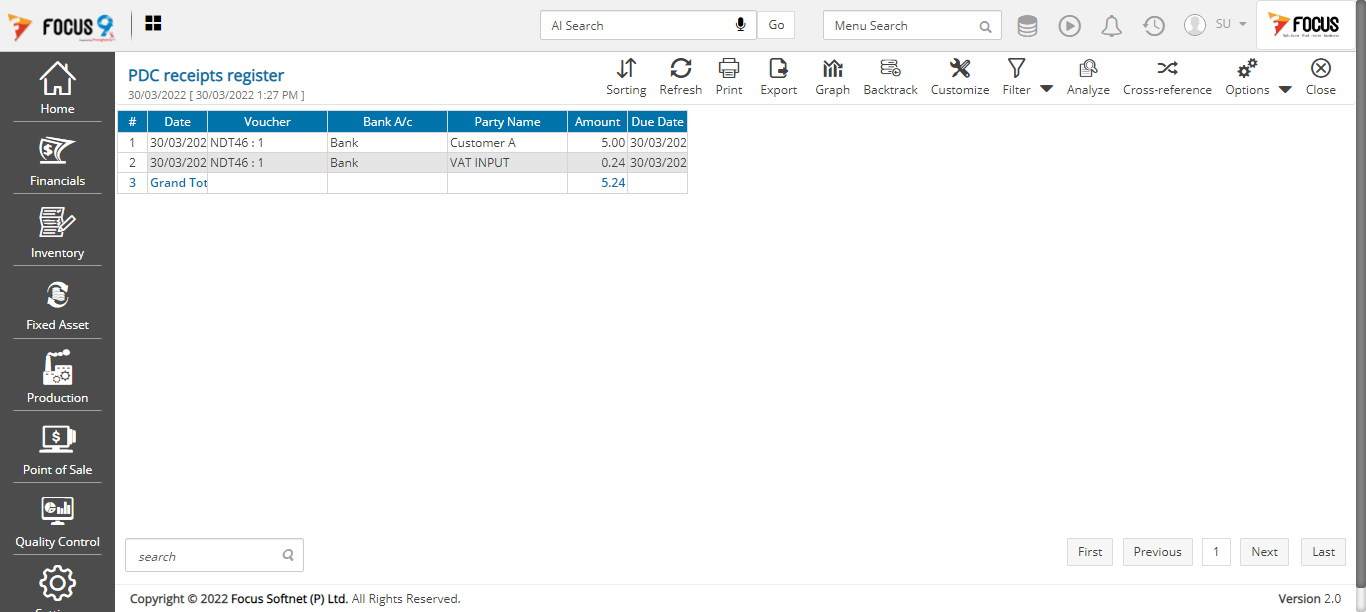 FOCUS 9
AI Search
Go
Menu Search
SU
FOCUS
Home
Financials
Inventory
Fixed Asset
Production
Point of Sale
Quality Control
PDC receipts register
30/03/2022 [ 30/03/2022 1:27 PM ]
Sorting Refresh Print Export Graph Backtrack Customize Filter Analyze Cross-reference Options Close
# Date Voucher Bank A/c Party Name Amount Due Date
1 30/03/202 NDT46 : 1 Bank Customer A 5.00 30/03/202
2 30/03/202 NDT46 : 1 Bank VAT INPUT 0.24 30/03/202
3 Grand Tot 5.24
search
First Previous 1 Next Last
Copyright © 2022 Focus Softnet (P) Ltd. All Rights Reserved.
Version 2.0